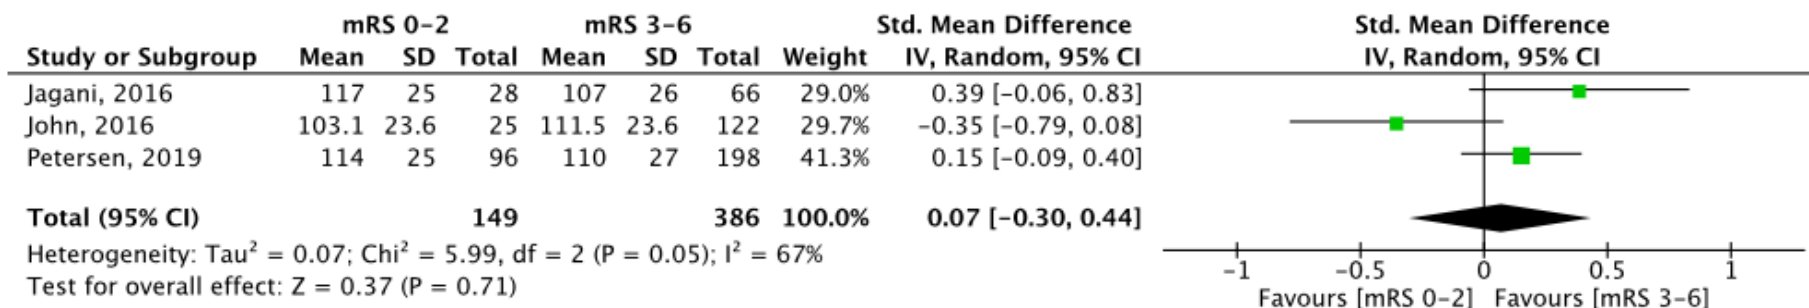 mRS 0–2 mRS 3–6 Std. Mean Difference Std. Mean Difference
Study or Subgroup Mean SD Total Mean SD Total Weight IV, Random, 95% CI IV, Random, 95% CI
Jagani, 2016 117 25 28 107 26 66 29.0% 0.39 [−0.06, 0.83]
John, 2016 103.1 23.6 25 111.5 23.6 122 29.7% −0.35 [−0.79, 0.08]
Petersen, 2019 114 25 96 110 27 198 41.3% 0.15 [−0.09, 0.40]
Total (95% CI) 149 386 100.0% 0.07 [−0.30, 0.44]
Heterogeneity: Tau² = 0.07; Chi² = 5.99, df = 2 (P = 0.05); I² = 67%
Test for overall effect: Z = 0.37 (P = 0.71)
−1 −0.5 0 0.5 1
Favours [mRS 0–2] Favours [mRS 3–6]